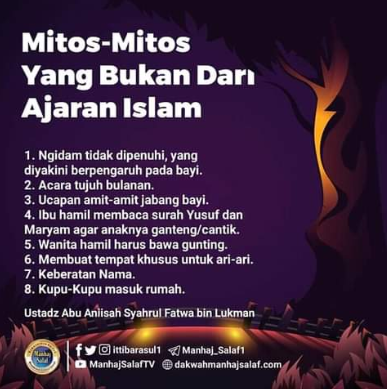 Mitos-Mitos
Yang Bukan Dari
Ajaran Islam
1. Ngidam tidak dipenuhi, yang
diyakini berpengaruh pada bayi.
2. Acara tujuh bulanan.
3. Ucapan amit-amit jabang bayi.
4. Ibu hamil membaca surah Yusuf dan
Maryam agar anaknya ganteng/cantik.
5. Wanita hamil harus bawa gunting.
6. Membuat tempat khusus untuk ari-ari.
7. Keberatan Nama.
8. Kupu-Kupu masuk rumah.
Ustadz Abu Aniisah Syahrul Fatwa bin Lukman
Manhaj Salaf
ittibarasul1 Manhaj_Salaf1
ManhajSalafTV dakwahmanhajsalaf.com